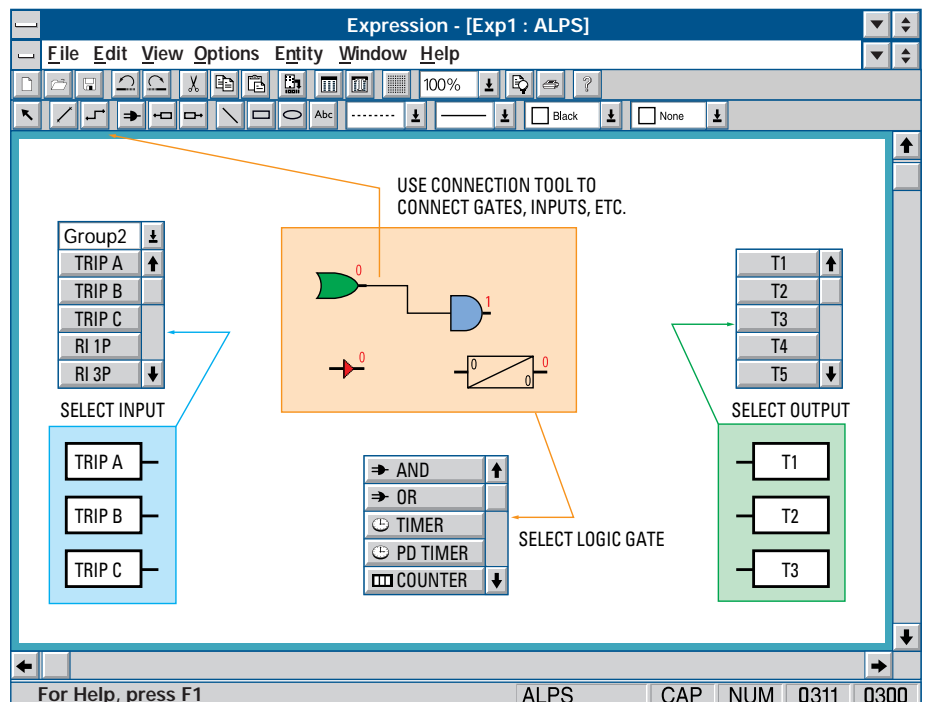 Expression - [Exp1 : ALPS]
File Edit View Options Entity Window Help
100%
Abc
Black
None
USE CONNECTION TOOL TO
CONNECT GATES, INPUTS, ETC.
Group2
TRIP A
TRIP B
TRIP C
RI 1P
RI 3P
SELECT INPUT
TRIP A
TRIP B
TRIP C
0
1
0
0
0
0
AND
OR
TIMER
PD TIMER
COUNTER
SELECT LOGIC GATE
T1
T2
T3
T4
T5
SELECT OUTPUT
T1
T2
T3
For Help, press F1
ALPS
CAP
NUM
0311
0300